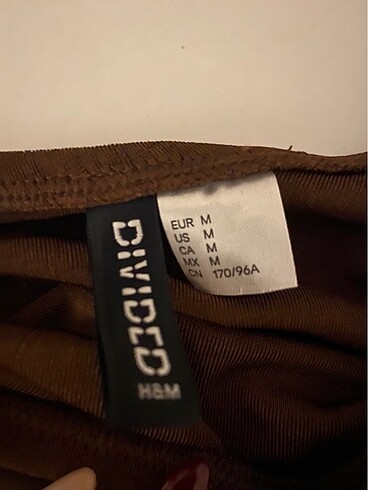 DIVIDED
H&M
EUR M
US M
CA M
MX M
CN 170/96A